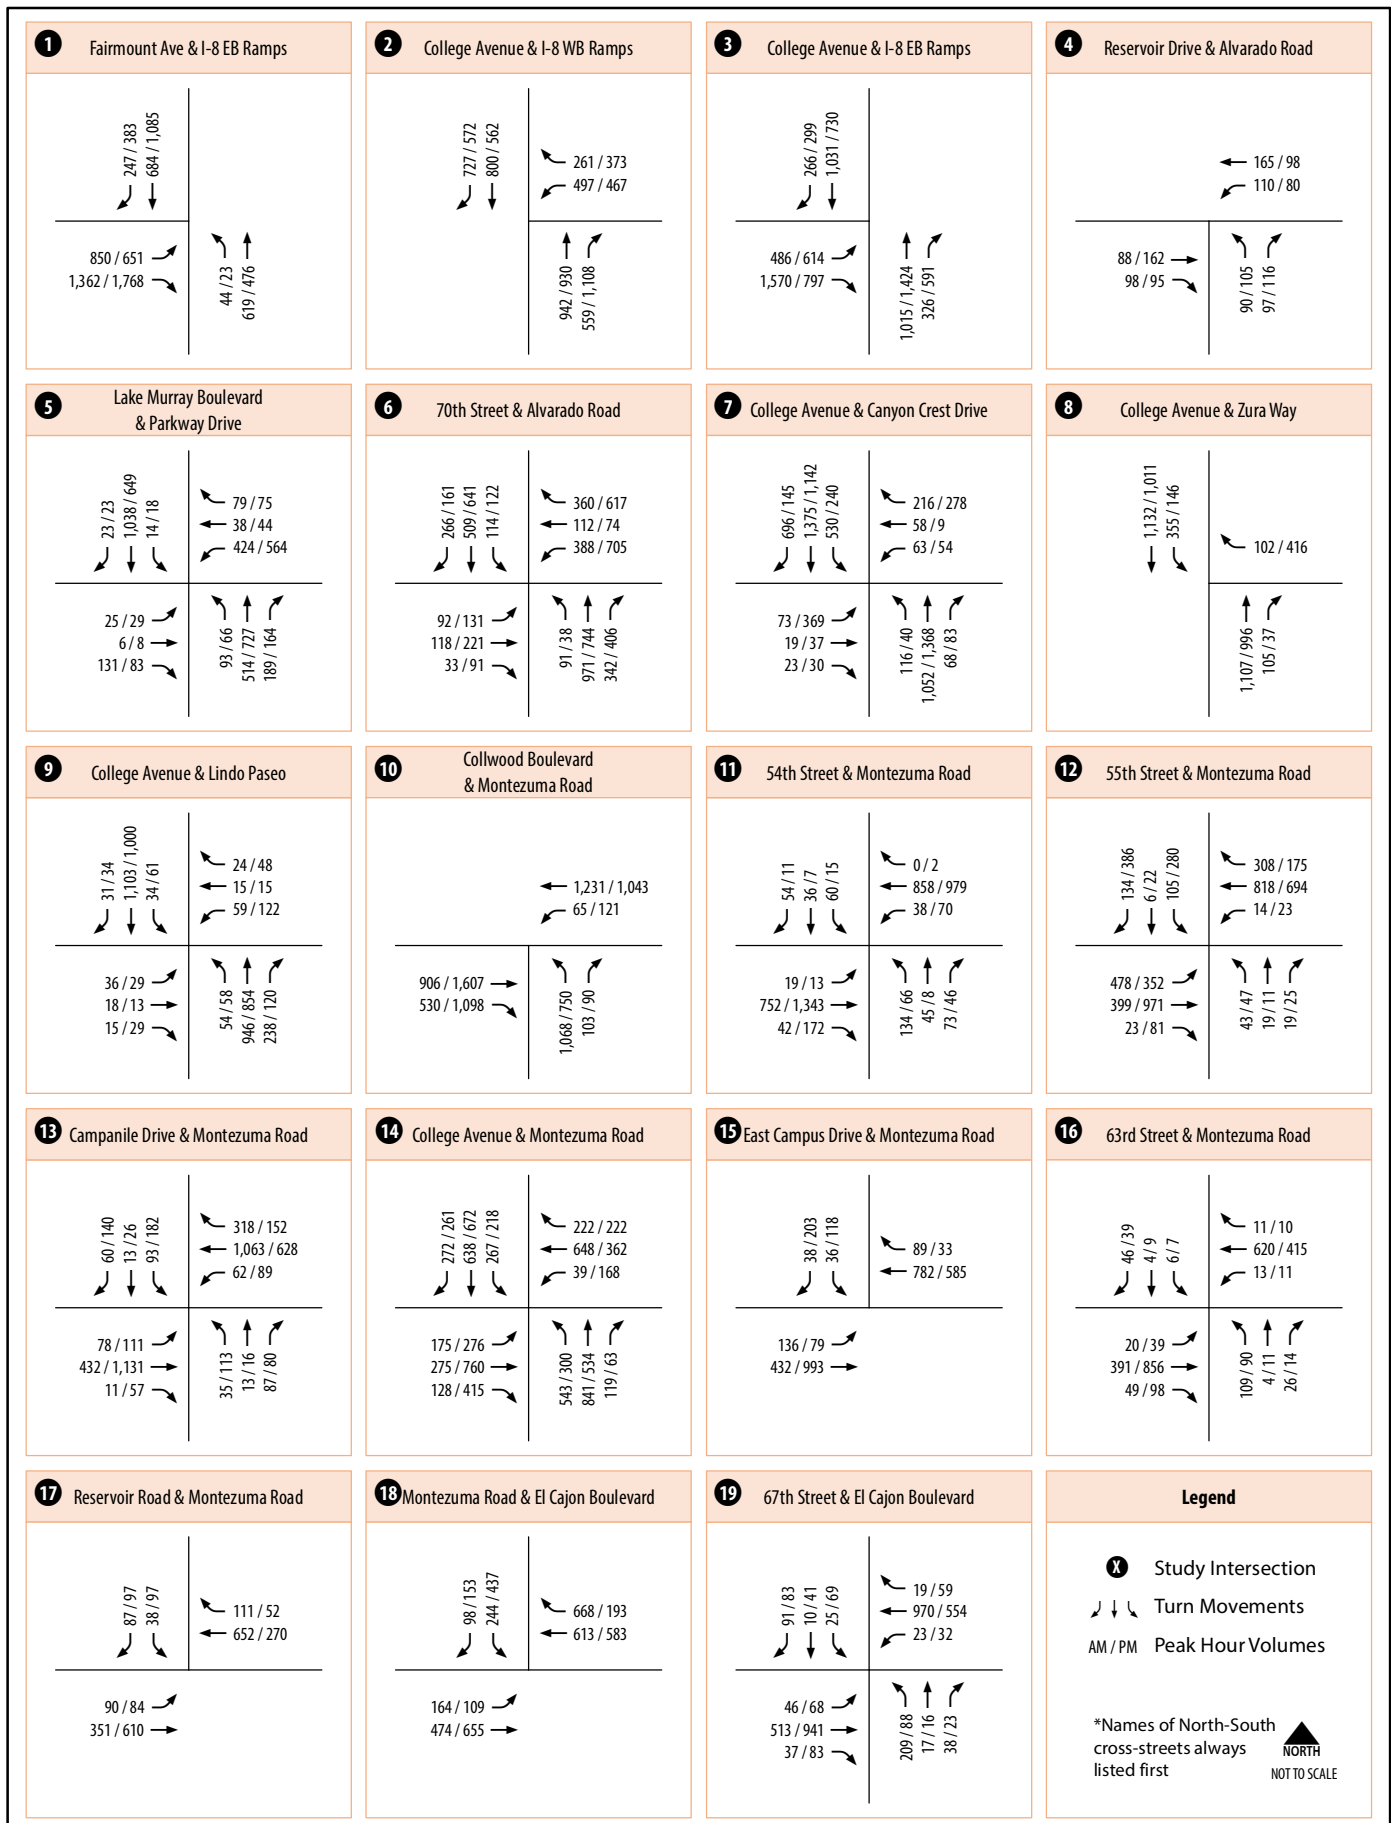 1 Fairmount Ave & I-8 EB Ramps
247 / 383
684 / 1,085
850 / 651
1,362 / 1,768
44 / 23
619 / 476
2 College Avenue & I-8 WB Ramps
727 / 572
800 / 562
261 / 373
497 / 467
942 / 930
559 / 1,108
3 College Avenue & I-8 EB Ramps
266 / 299
1,031 / 730
486 / 614
1,570 / 797
1,015 / 1,424
326 / 591
4 Reservoir Drive & Alvarado Road
165 / 98
110 / 80
88 / 162
98 / 95
90 / 105
97 / 116
5 Lake Murray Boulevard
& Parkway Drive
23 / 23
1,038 / 649
14 / 18
79 / 75
38 / 44
424 / 564
25 / 29
6 / 8
131 / 83
93 / 66
514 / 727
189 / 164
6 70th Street & Alvarado Road
266 / 161
509 / 641
114 / 122
360 / 617
112 / 74
388 / 705
92 / 131
118 / 221
33 / 91
91 / 38
971 / 744
342 / 406
7 College Avenue & Canyon Crest Drive
696 / 145
1,375 / 1,142
530 / 240
216 / 278
58 / 9
63 / 54
73 / 369
19 / 37
23 / 30
116 / 40
1,052 / 1,368
68 / 83
8 College Avenue & Zura Way
1,132 / 1,011
355 / 146
102 / 416
1,107 / 996
105 / 37
9 College Avenue & Lindo Paseo
31 / 34
1,103 / 1,000
34 / 61
24 / 48
15 / 15
59 / 122
36 / 29
18 / 13
15 / 29
54 / 58
946 / 854
238 / 120
10 Collwood Boulevard
& Montezuma Road
1,231 / 1,043
65 / 121
906 / 1,607
530 / 1,098
1,068 / 750
103 / 90
11 54th Street & Montezuma Road
54 / 11
36 / 7
60 / 15
0 / 2
858 / 979
38 / 70
19 / 13
752 / 1,343
42 / 172
134 / 66
45 / 8
73 / 46
12 55th Street & Montezuma Road
134 / 386
6 / 22
105 / 280
308 / 175
818 / 694
14 / 23
478 / 352
399 / 971
23 / 81
43 / 47
19 / 11
19 / 25
13 Campanile Drive & Montezuma Road
60 / 140
13 / 26
93 / 182
318 / 152
1,063 / 628
62 / 89
78 / 111
432 / 1,131
11 / 57
35 / 113
13 / 16
87 / 80
14 College Avenue & Montezuma Road
272 / 261
638 / 672
267 / 218
222 / 222
648 / 362
39 / 168
175 / 276
275 / 760
128 / 415
543 / 300
841 / 534
119 / 63
15 East Campus Drive & Montezuma Road
38 / 203
36 / 118
89 / 33
782 / 585
136 / 79
432 / 993
16 63rd Street & Montezuma Road
46 / 39
4 / 9
6 / 7
11 / 10
620 / 415
13 / 11
20 / 39
391 / 856
49 / 98
109 / 90
4 / 11
26 / 14
17 Reservoir Road & Montezuma Road
87 / 97
38 / 97
111 / 52
652 / 270
90 / 84
351 / 610
18 Montezuma Road & El Cajon Boulevard
98 / 153
244 / 437
668 / 193
613 / 583
164 / 109
474 / 655
19 67th Street & El Cajon Boulevard
91 / 83
10 / 41
25 / 69
19 / 59
970 / 554
23 / 32
46 / 68
513 / 941
37 / 83
209 / 88
17 / 16
38 / 23
Legend
X Study Intersection
Turn Movements
AM / PM Peak Hour Volumes
*Names of North-South
cross-streets always
listed first
NORTH
NOT TO SCALE